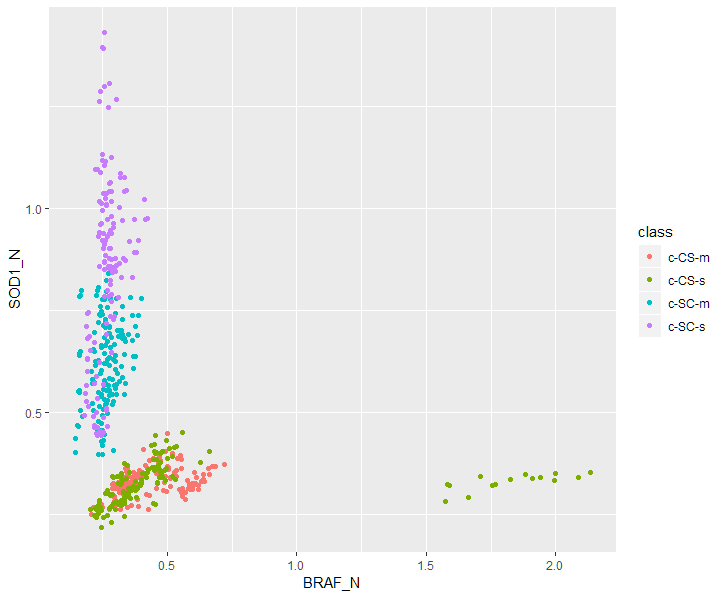 SOD1_N
1.0
0.5
0.5
1.0
1.5
2.0
BRAF_N
class
c-CS-m
c-CS-s
c-SC-m
c-SC-s